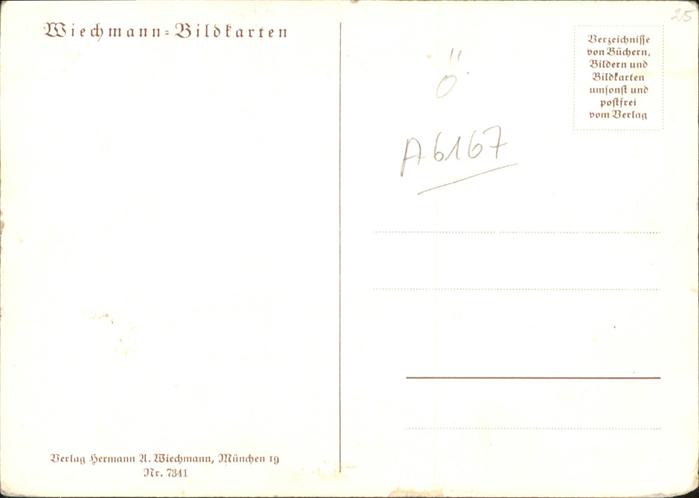 Wiechmann=Bildkarten
25
Verzeichnisse
von Büchern,
Bildern und
Bildkarten
umsonst und
postfrei
vom Verlag
Ö
A6167
Verlag Hermann A. Wiechmann, München 19
Nr. 7341